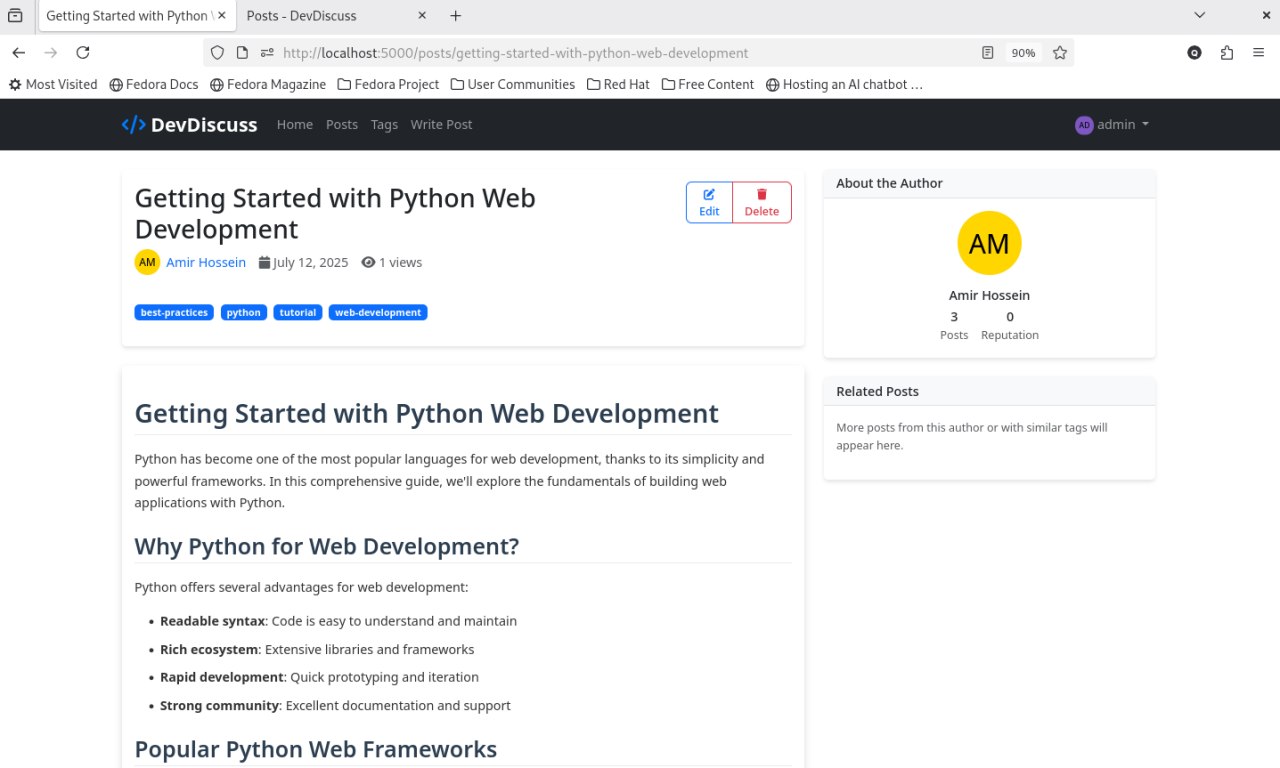 Getting Started with Python W
Posts - DevDiscuss
http://localhost:5000/posts/getting-started-with-python-web-development
90%
Most Visited
Fedora Docs
Fedora Magazine
Fedora Project
User Communities
Red Hat
Free Content
Hosting an AI chatbot …
</> DevDiscuss
Home
Posts
Tags
Write Post
AD admin
Getting Started with Python Web
Development
Edit
Delete
AM Amir Hossein July 12, 2025 1 views
best-practices python tutorial web-development
Getting Started with Python Web Development
Python has become one of the most popular languages for web development, thanks to its simplicity and
powerful frameworks. In this comprehensive guide, we'll explore the fundamentals of building web
applications with Python.
Why Python for Web Development?
Python offers several advantages for web development:
• Readable syntax: Code is easy to understand and maintain
• Rich ecosystem: Extensive libraries and frameworks
• Rapid development: Quick prototyping and iteration
• Strong community: Excellent documentation and support
Popular Python Web Frameworks
About the Author
AM
Amir Hossein
3 0
Posts Reputation
Related Posts
More posts from this author or with similar tags will
appear here.